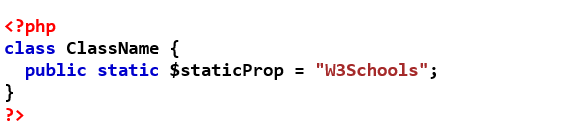 <?php
class ClassName {
  public static $staticProp = "W3Schools";
}
?>